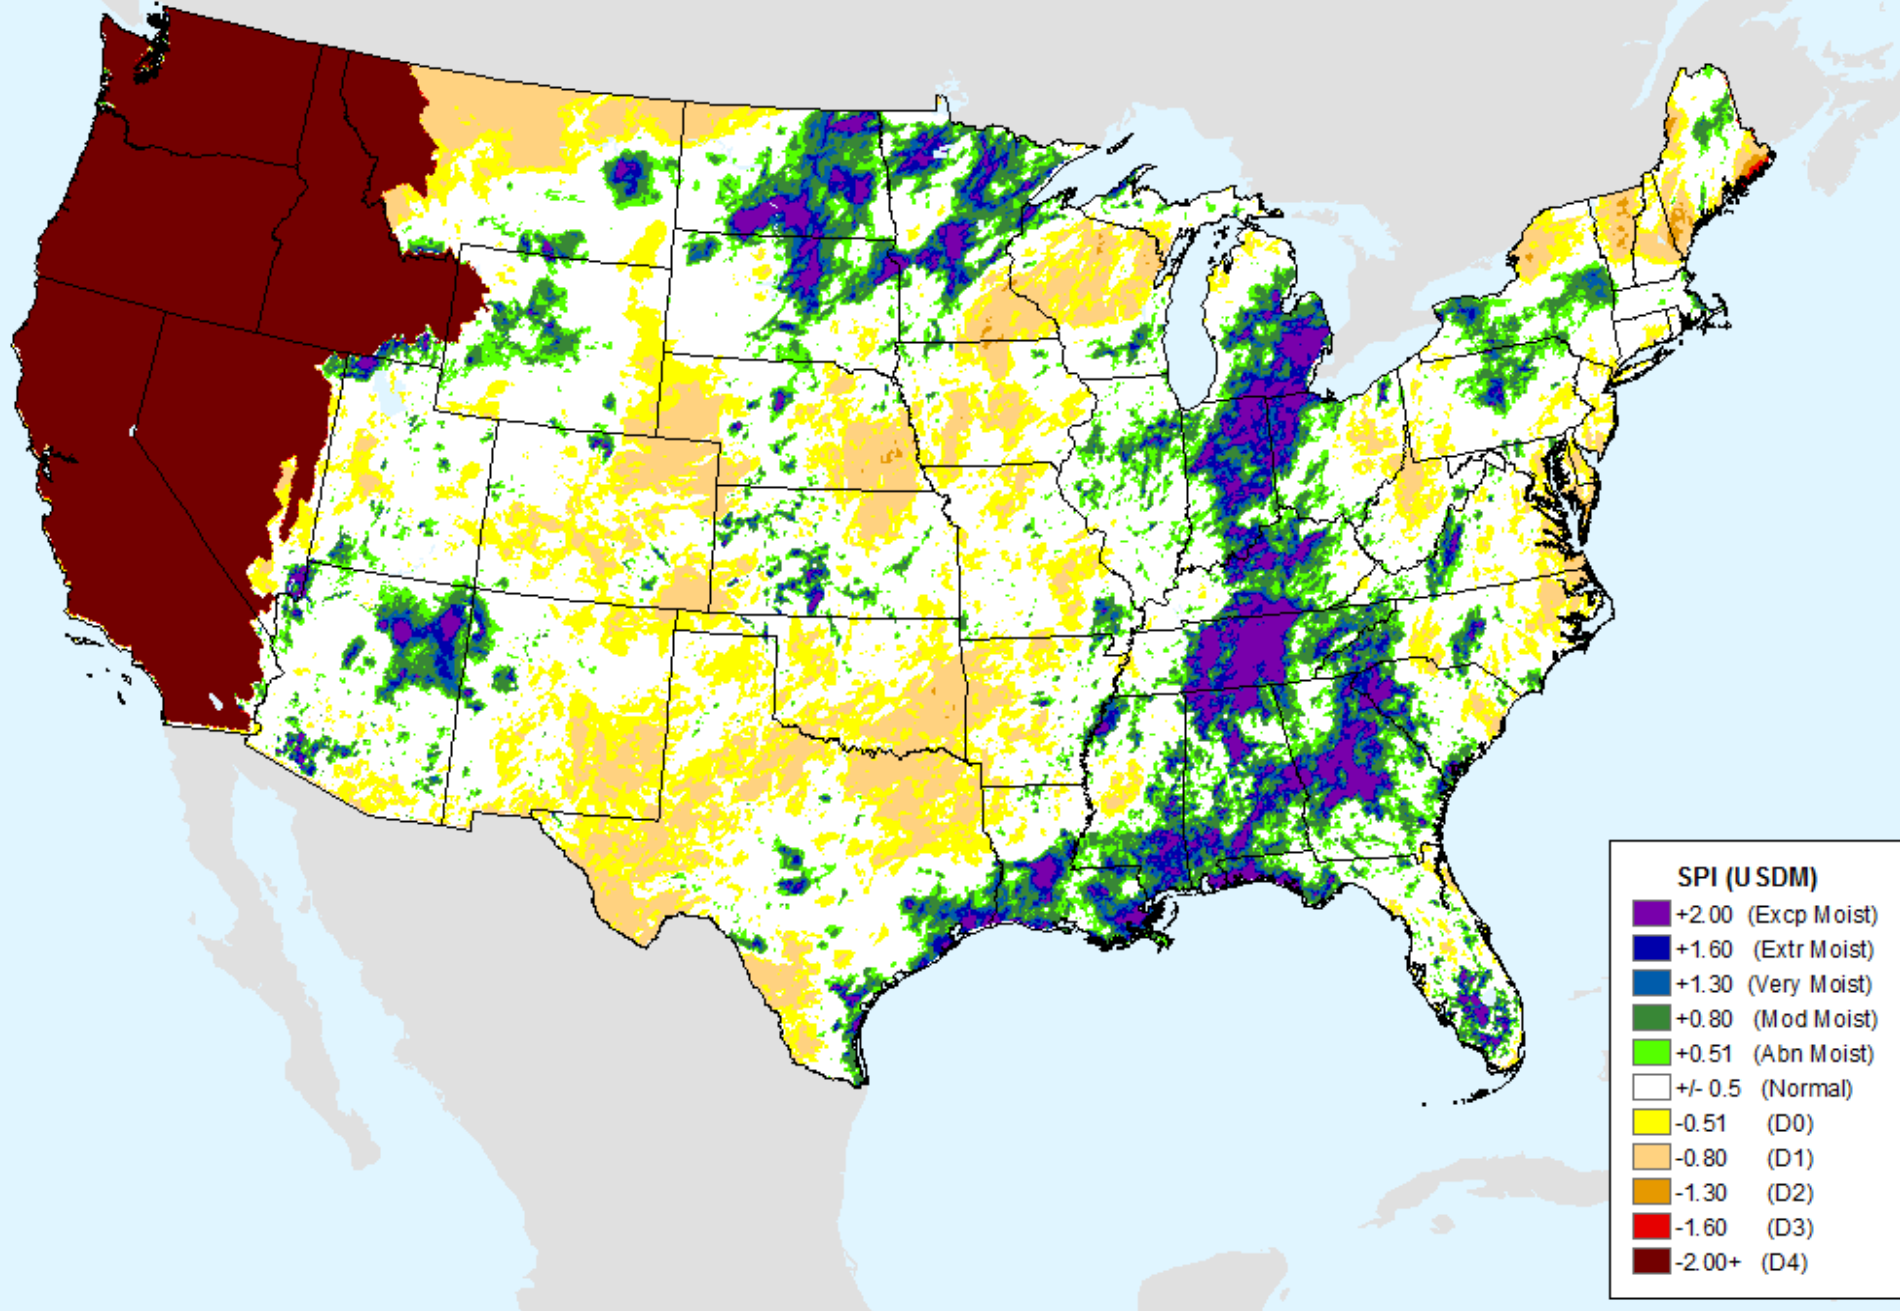 SPI (USDM)
+2.00 (Excp Moist)
+1.60 (Extr Moist)
+1.30 (Very Moist)
+0.80 (Mod Moist)
+0.51 (Abn Moist)
+/- 0.5 (Normal)
-0.51 (D0)
-0.80 (D1)
-1.30 (D2)
-1.60 (D3)
-2.00+ (D4)